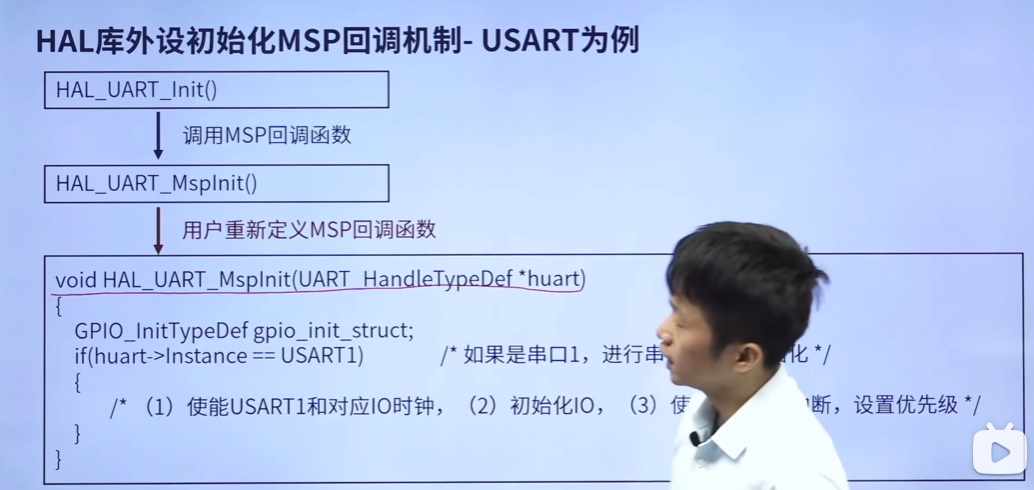 HAL库外设初始化MSP回调机制- USART为例
HAL_UART_Init()
调用MSP回调函数
HAL_UART_MspInit()
用户重新定义MSP回调函数
void HAL_UART_MspInit(UART_HandleTypeDef *huart)
{
GPIO_InitTypeDef gpio_init_struct;
if(huart->Instance == USART1) /* 如果是串口1，进行串 化 */
{
/* （1）使能USART1和对应IO时钟，（2）初始化IO，（3）使 断，设置优先级 */
}
}